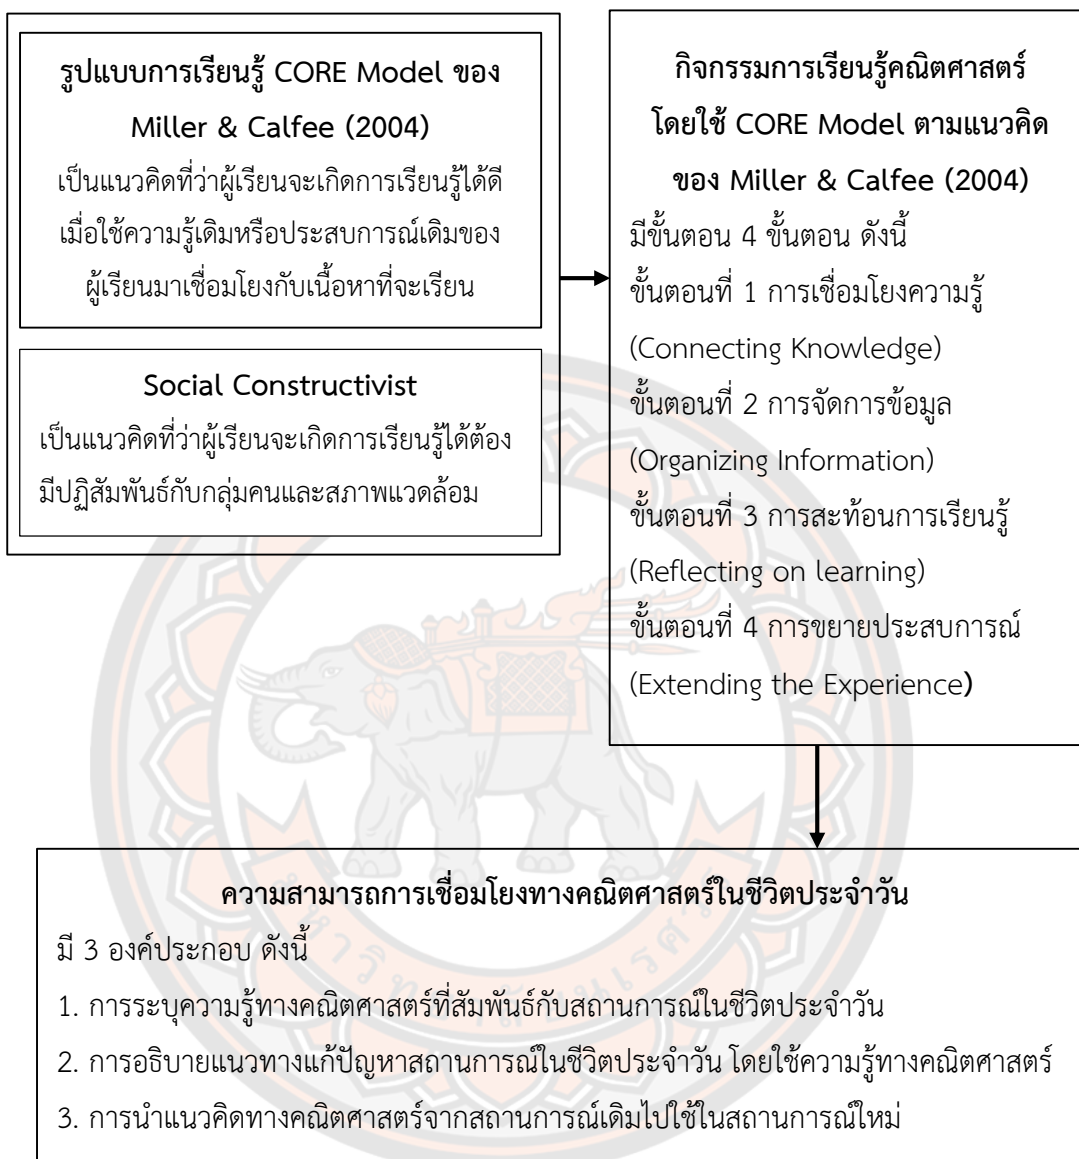 รูปแบบการเรียนรู้ CORE Model ของ
Miller & Calfee (2004)
เป็นแนวคิดที่ว่าผู้เรียนจะเกิดการเรียนรู้ได้ดี
เมื่อใช้ความรู้เดิมหรือประสบการณ์เดิมของ
ผู้เรียนมาเชื่อมโยงกับเนื้อหาที่จะเรียน
Social Constructivist
เป็นแนวคิดที่ว่าผู้เรียนจะเกิดการเรียนรู้ได้ต้อง
มีปฏิสัมพันธ์กับกลุ่มคนและสภาพแวดล้อม
กิจกรรมการเรียนรู้คณิตศาสตร์
โดยใช้ CORE Model ตามแนวคิด
ของ Miller & Calfee (2004)
มีขั้นตอน 4 ขั้นตอน ดังนี้
ขั้นตอนที่ 1 การเชื่อมโยงความรู้
(Connecting Knowledge)
ขั้นตอนที่ 2 การจัดการข้อมูล
(Organizing Information)
ขั้นตอนที่ 3 การสะท้อนการเรียนรู้
(Reflecting on learning)
ขั้นตอนที่ 4 การขยายประสบการณ์
(Extending the Experience)
ความสามารถการเชื่อมโยงทางคณิตศาสตร์ในชีวิตประจำวัน
มี 3 องค์ประกอบ ดังนี้
1. การระบุความรู้ทางคณิตศาสตร์ที่สัมพันธ์กับสถานการณ์ในชีวิตประจำวัน
2. การอธิบายแนวทางแก้ปัญหาสถานการณ์ในชีวิตประจำวัน โดยใช้ความรู้ทางคณิตศาสตร์
3. การนำแนวคิดทางคณิตศาสตร์จากสถานการณ์เดิมไปใช้ในสถานการณ์ใหม่